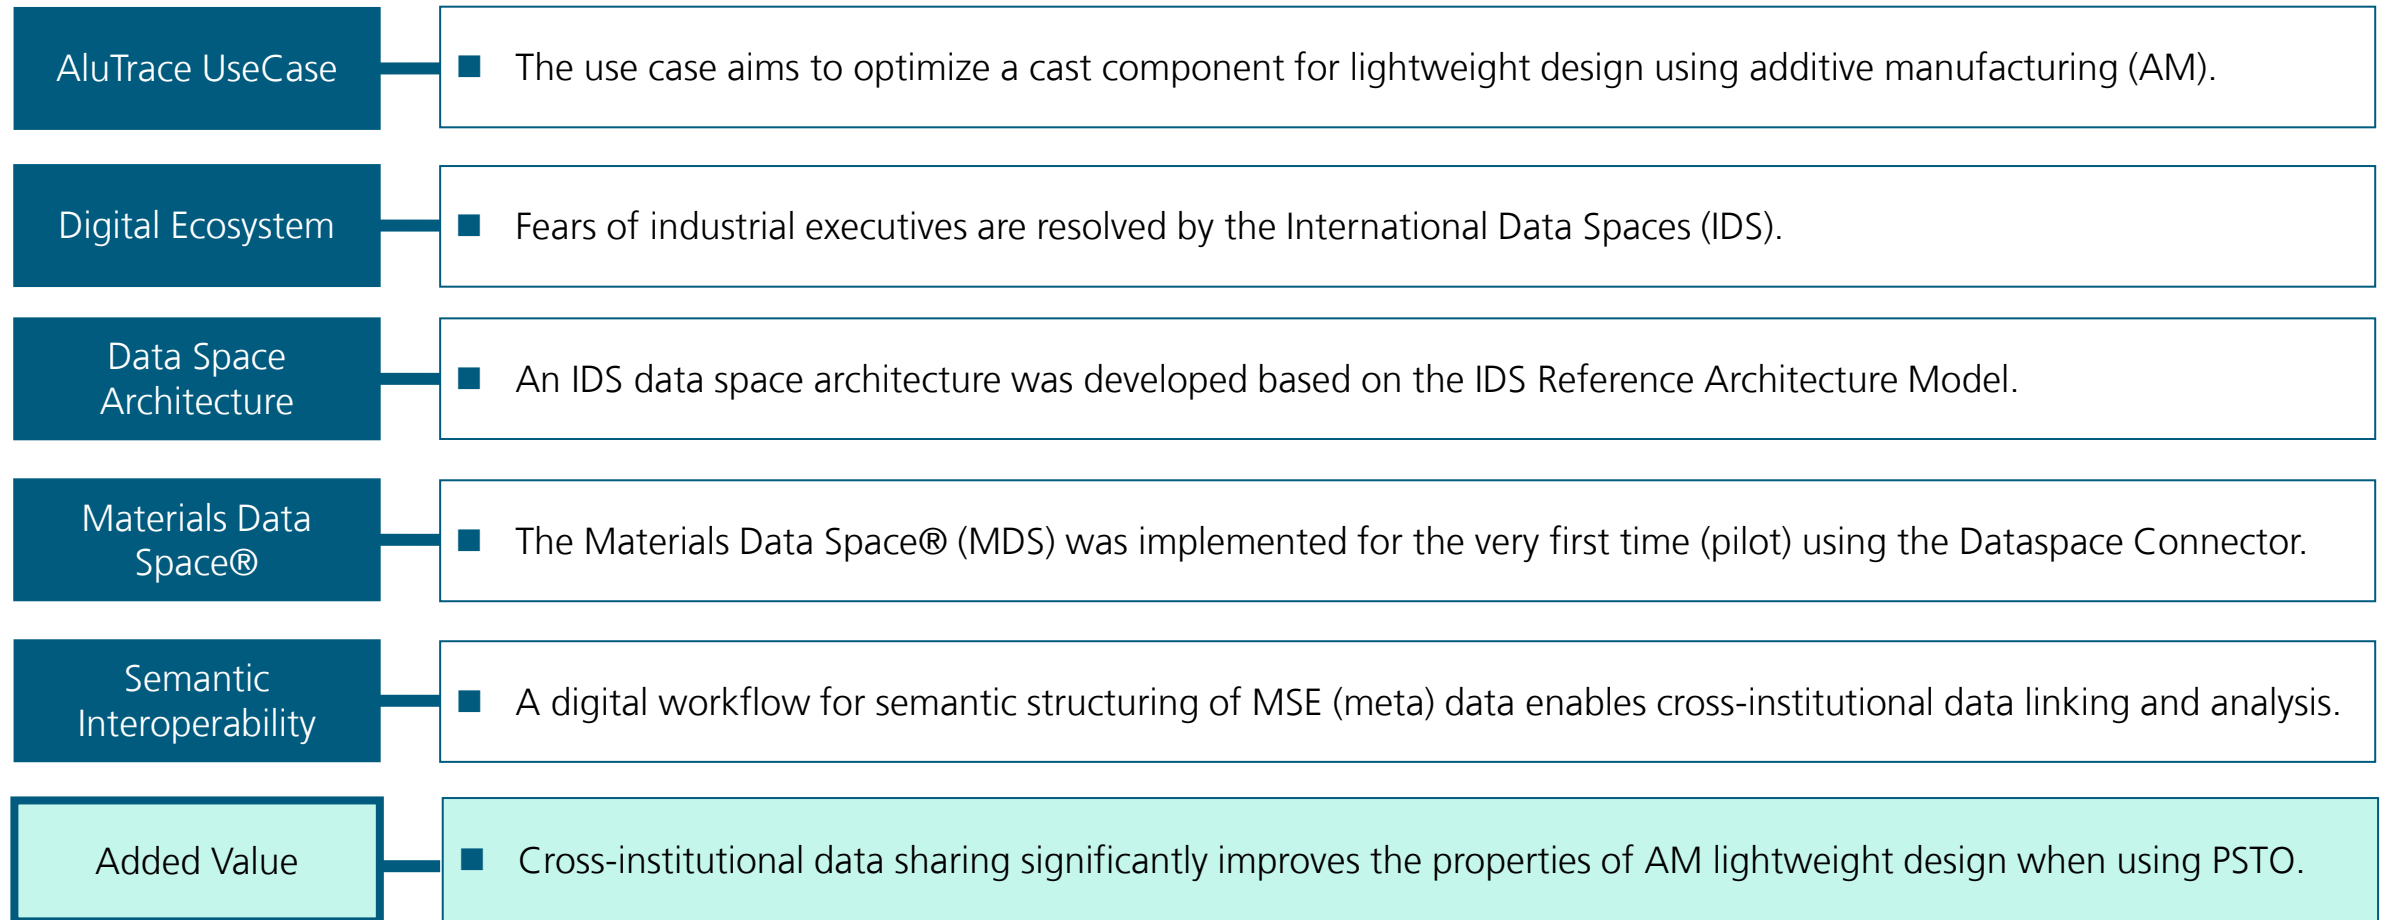 AluTrace UseCase
The use case aims to optimize a cast component for lightweight design using additive manufacturing (AM).
Digital Ecosystem
Fears of industrial executives are resolved by the International Data Spaces (IDS).
Data Space
Architecture
An IDS data space architecture was developed based on the IDS Reference Architecture Model.
Materials Data
Space®
The Materials Data Space® (MDS) was implemented for the very first time (pilot) using the Dataspace Connector.
Semantic
Interoperability
A digital workflow for semantic structuring of MSE (meta) data enables cross-institutional data linking and analysis.
Added Value
Cross-institutional data sharing significantly improves the properties of AM lightweight design when using PSTO.